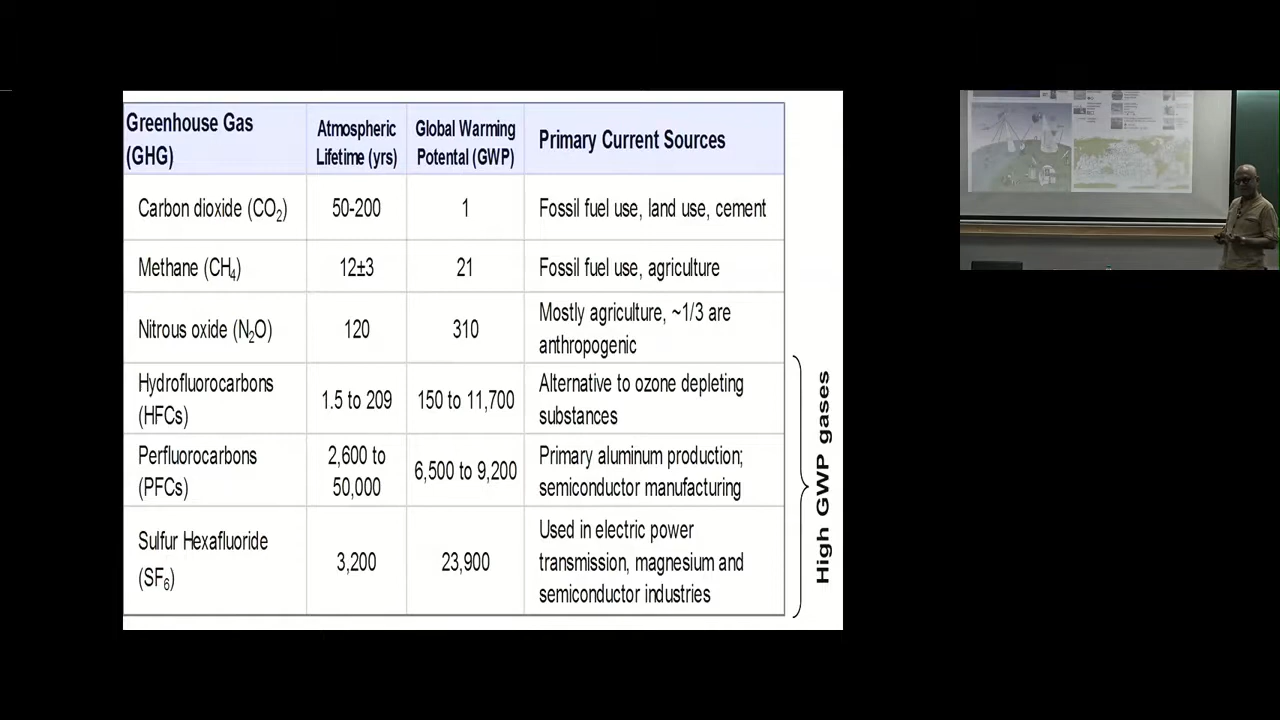 Greenhouse Gas
(GHG)
Atmospheric
Lifetime (yrs)
Global Warming
Potental (GWP)
Primary Current Sources
Carbon dioxide (CO₂)
50-200
1
Fossil fuel use, land use, cement
Methane (CH₄)
12±3
21
Fossil fuel use, agriculture
Nitrous oxide (N₂O)
120
310
Mostly agriculture, ~1/3 are
anthropogenic
Hydrofluorocarbons
(HFCs)
1.5 to 209
150 to 11,700
Alternative to ozone depleting
substances
Perfluorocarbons
(PFCs)
2,600 to
50,000
6,500 to 9,200
Primary aluminum production;
semiconductor manufacturing
Sulfur Hexafluoride
(SF₆)
3,200
23,900
Used in electric power
transmission, magnesium and
semiconductor industries
High GWP gases